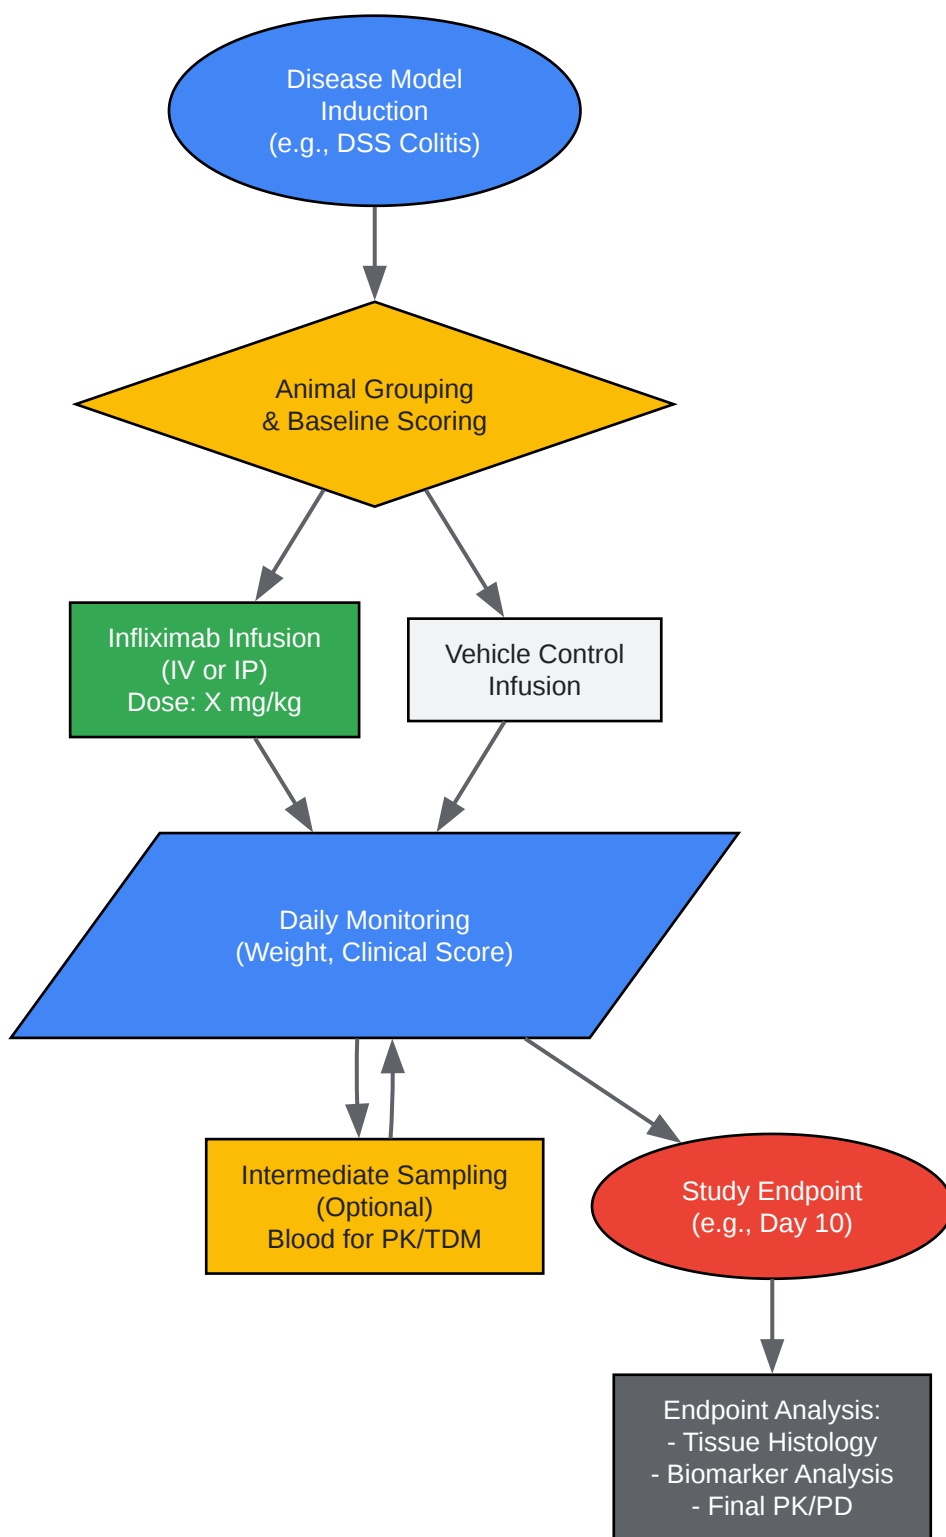 Disease Model
Induction
(e.g., DSS Colitis)
Animal Grouping
& Baseline Scoring
Infliximab Infusion
(IV or IP)
Dose: X mg/kg
Vehicle Control
Infusion
Daily Monitoring
(Weight, Clinical Score)
Intermediate Sampling
(Optional)
Blood for PK/TDM
Study Endpoint
(e.g., Day 10)
Endpoint Analysis:
- Tissue Histology
- Biomarker Analysis
- Final PK/PD